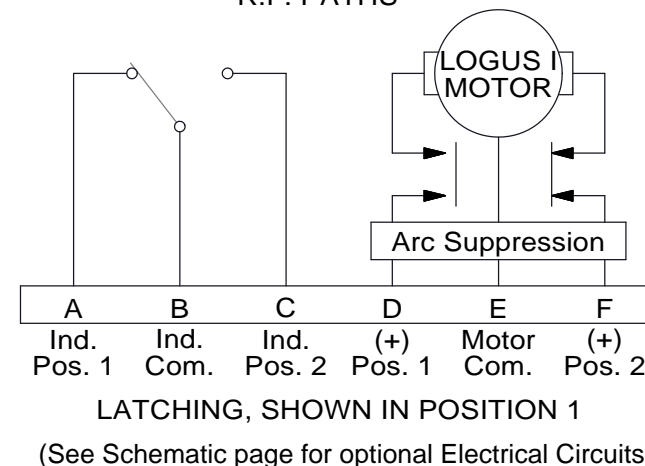 LOGUS I
MOTOR
Arc Suppression
A B C D E F
Ind. Ind. Ind. (+) Motor (+)
Pos. 1 Com. Pos. 2 Pos. 1 Com. Pos. 2
LATCHING, SHOWN IN POSITION 1
(See Schematic page for optional Electrical Circuits